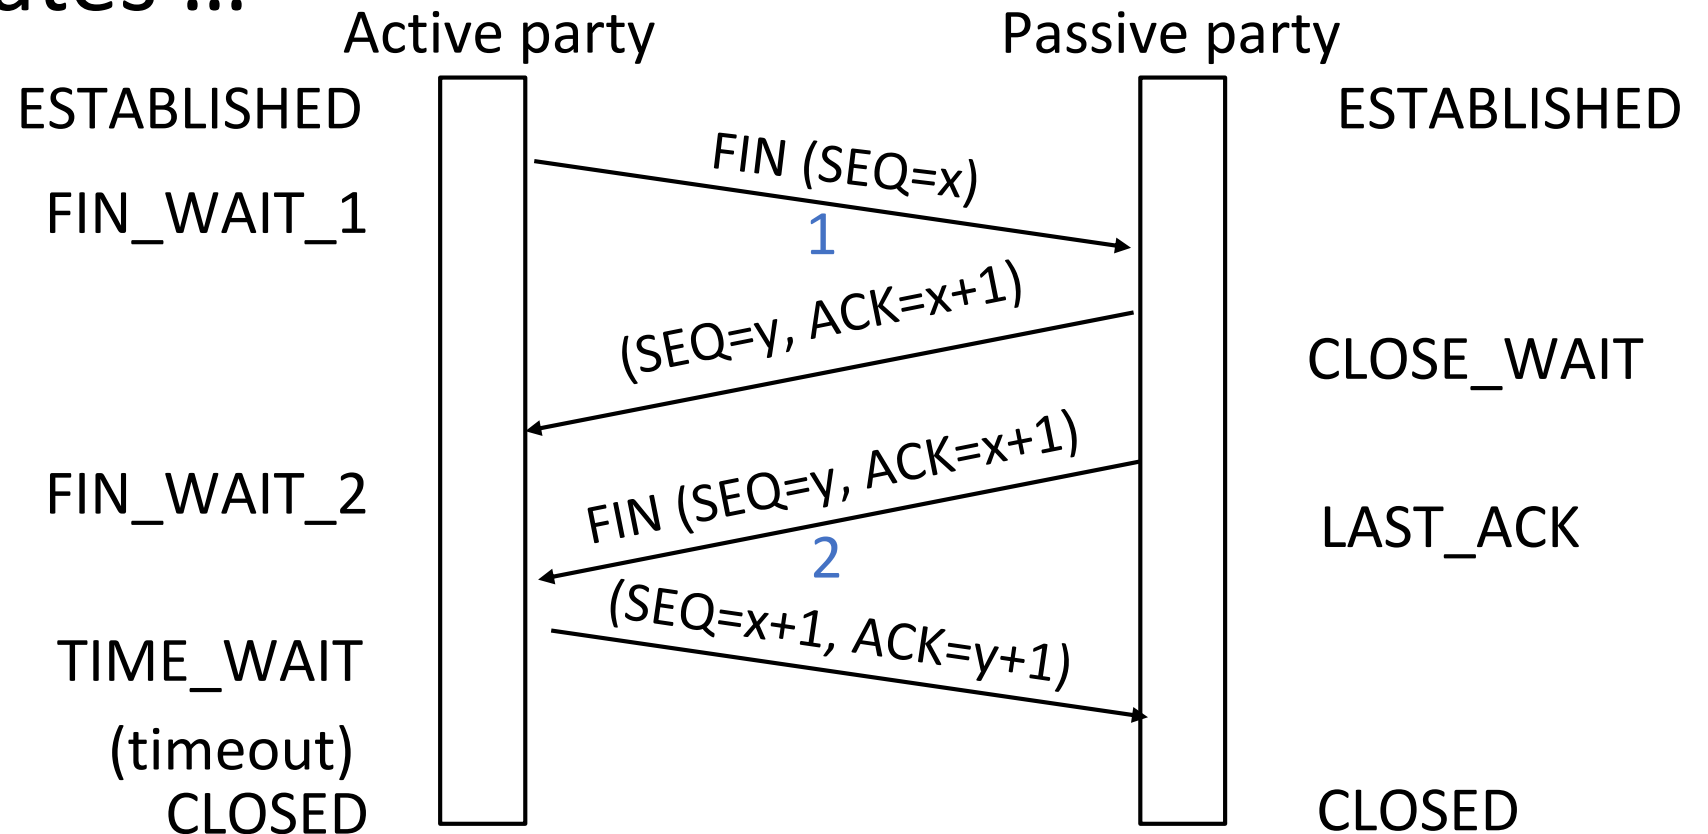 Active party Passive party
ESTABLISHED ESTABLISHED
FIN (SEQ=x)
FIN_WAIT_1
1
(SEQ=y, ACK=x+1)
CLOSE_WAIT
FIN (SEQ=y, ACK=x+1)
FIN_WAIT_2
LAST_ACK
2
(SEQ=x+1, ACK=y+1)
TIME_WAIT
(timeout)
CLOSED CLOSED